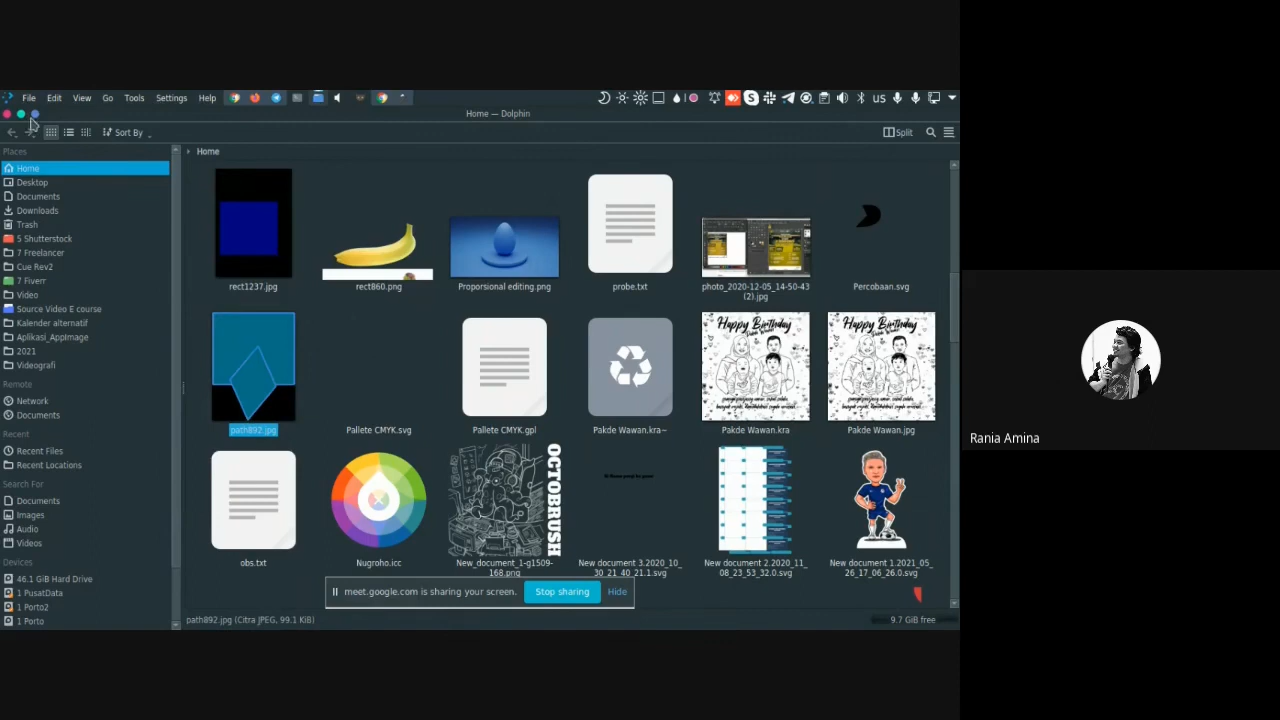 File Edit View Go Tools Settings Help
US
Home — Dolphin
Sort By
Split
Places
Home
Desktop
Documents
Downloads
Trash
5 Shutterstock
7 Freelancer
Cue Rev2
7 Fiverr
Video
Source Video E course
Kalender alternatif
Aplikasi_AppImage
2021
Videografi
Remote
Network
Documents
Recent
Recent Files
Recent Locations
Search For
Documents
Images
Audio
Videos
Devices
46.1 GiB Hard Drive
1 PusatData
1 Porto2
1 Porto
Home
rect1237.jpg
rect860.png
Proporsional editing.png
probe.txt
photo_2020-12-05_14-50-43
(2).jpg
Percobaan.svg
Happy Birthday
Happy Birthday
path892.jpg
Pallete CMYK.svg
Pallete CMYK.gpl
Pakde Wawan.kra~
Pakde Wawan.kra
Pakde Wawan.jpg
OCTOBRUSH
obs.txt
Nugroho.icc
New_document_1-g1509-
168.png
New document 3.2020_10_
30_21_40_21.1.svg
New document 2.2020_11_
08_23_53_32.0.svg
New document 1.2021_05_
26_17_06_26.0.svg
meet.google.com is sharing your screen.
Stop sharing
Hide
path892.jpg (Citra JPEG, 99.1 KiB)
9.7 GiB free
Rania Amina